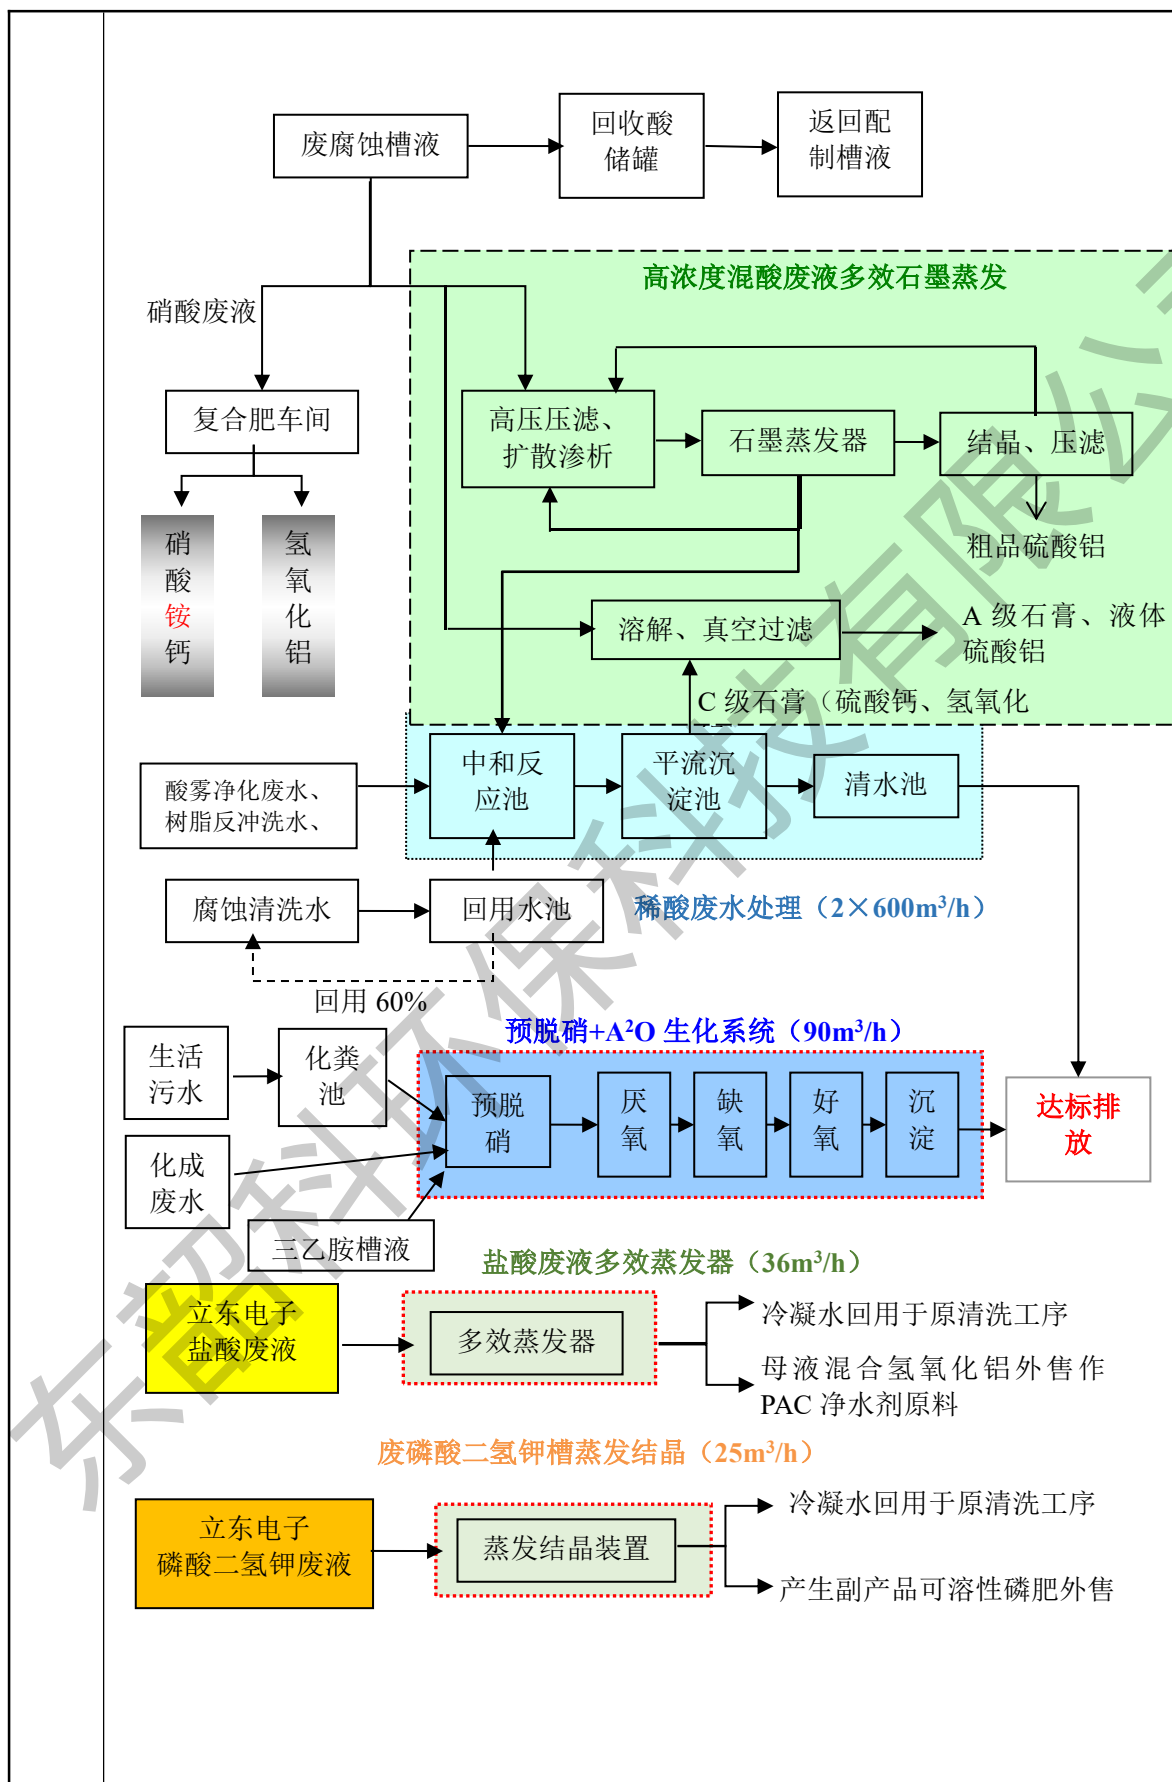 废腐蚀槽液
回收酸
储罐
返回配
制槽液
高浓度混酸废液多效石墨蒸发
硝酸废液
复合肥车间
高压压滤、
扩散渗析
石墨蒸发器
结晶、压滤
粗品硫酸铝
硝
酸
铵
钙
氢
氧
化
铝
溶解、真空过滤
A 级石膏、液体
硫酸铝
C 级石膏（硫酸钙、氢氧化
中和反
应池
平流沉
淀池
清水池
酸雾净化废水、
树脂反冲洗水、
腐蚀清洗水
回用水池
稀酸废水处理（2×600m³/h）
回用 60%
预脱硝+A²O 生化系统（90m³/h）
生活
污水
化粪
池
预脱
硝
厌
氧
缺
氧
好
氧
沉
淀
达标排
放
化成
废水
三乙胺槽液
盐酸废液多效蒸发器（36m³/h）
立东电子
盐酸废液
多效蒸发器
冷凝水回用于原清洗工序
母液混合氢氧化铝外售作
PAC 净水剂原料
废磷酸二氢钾槽蒸发结晶（25m³/h）
立东电子
磷酸二氢钾废液
蒸发结晶装置
冷凝水回用于原清洗工序
产生副产品可溶性磷肥外售
东韶科环保科技有限公